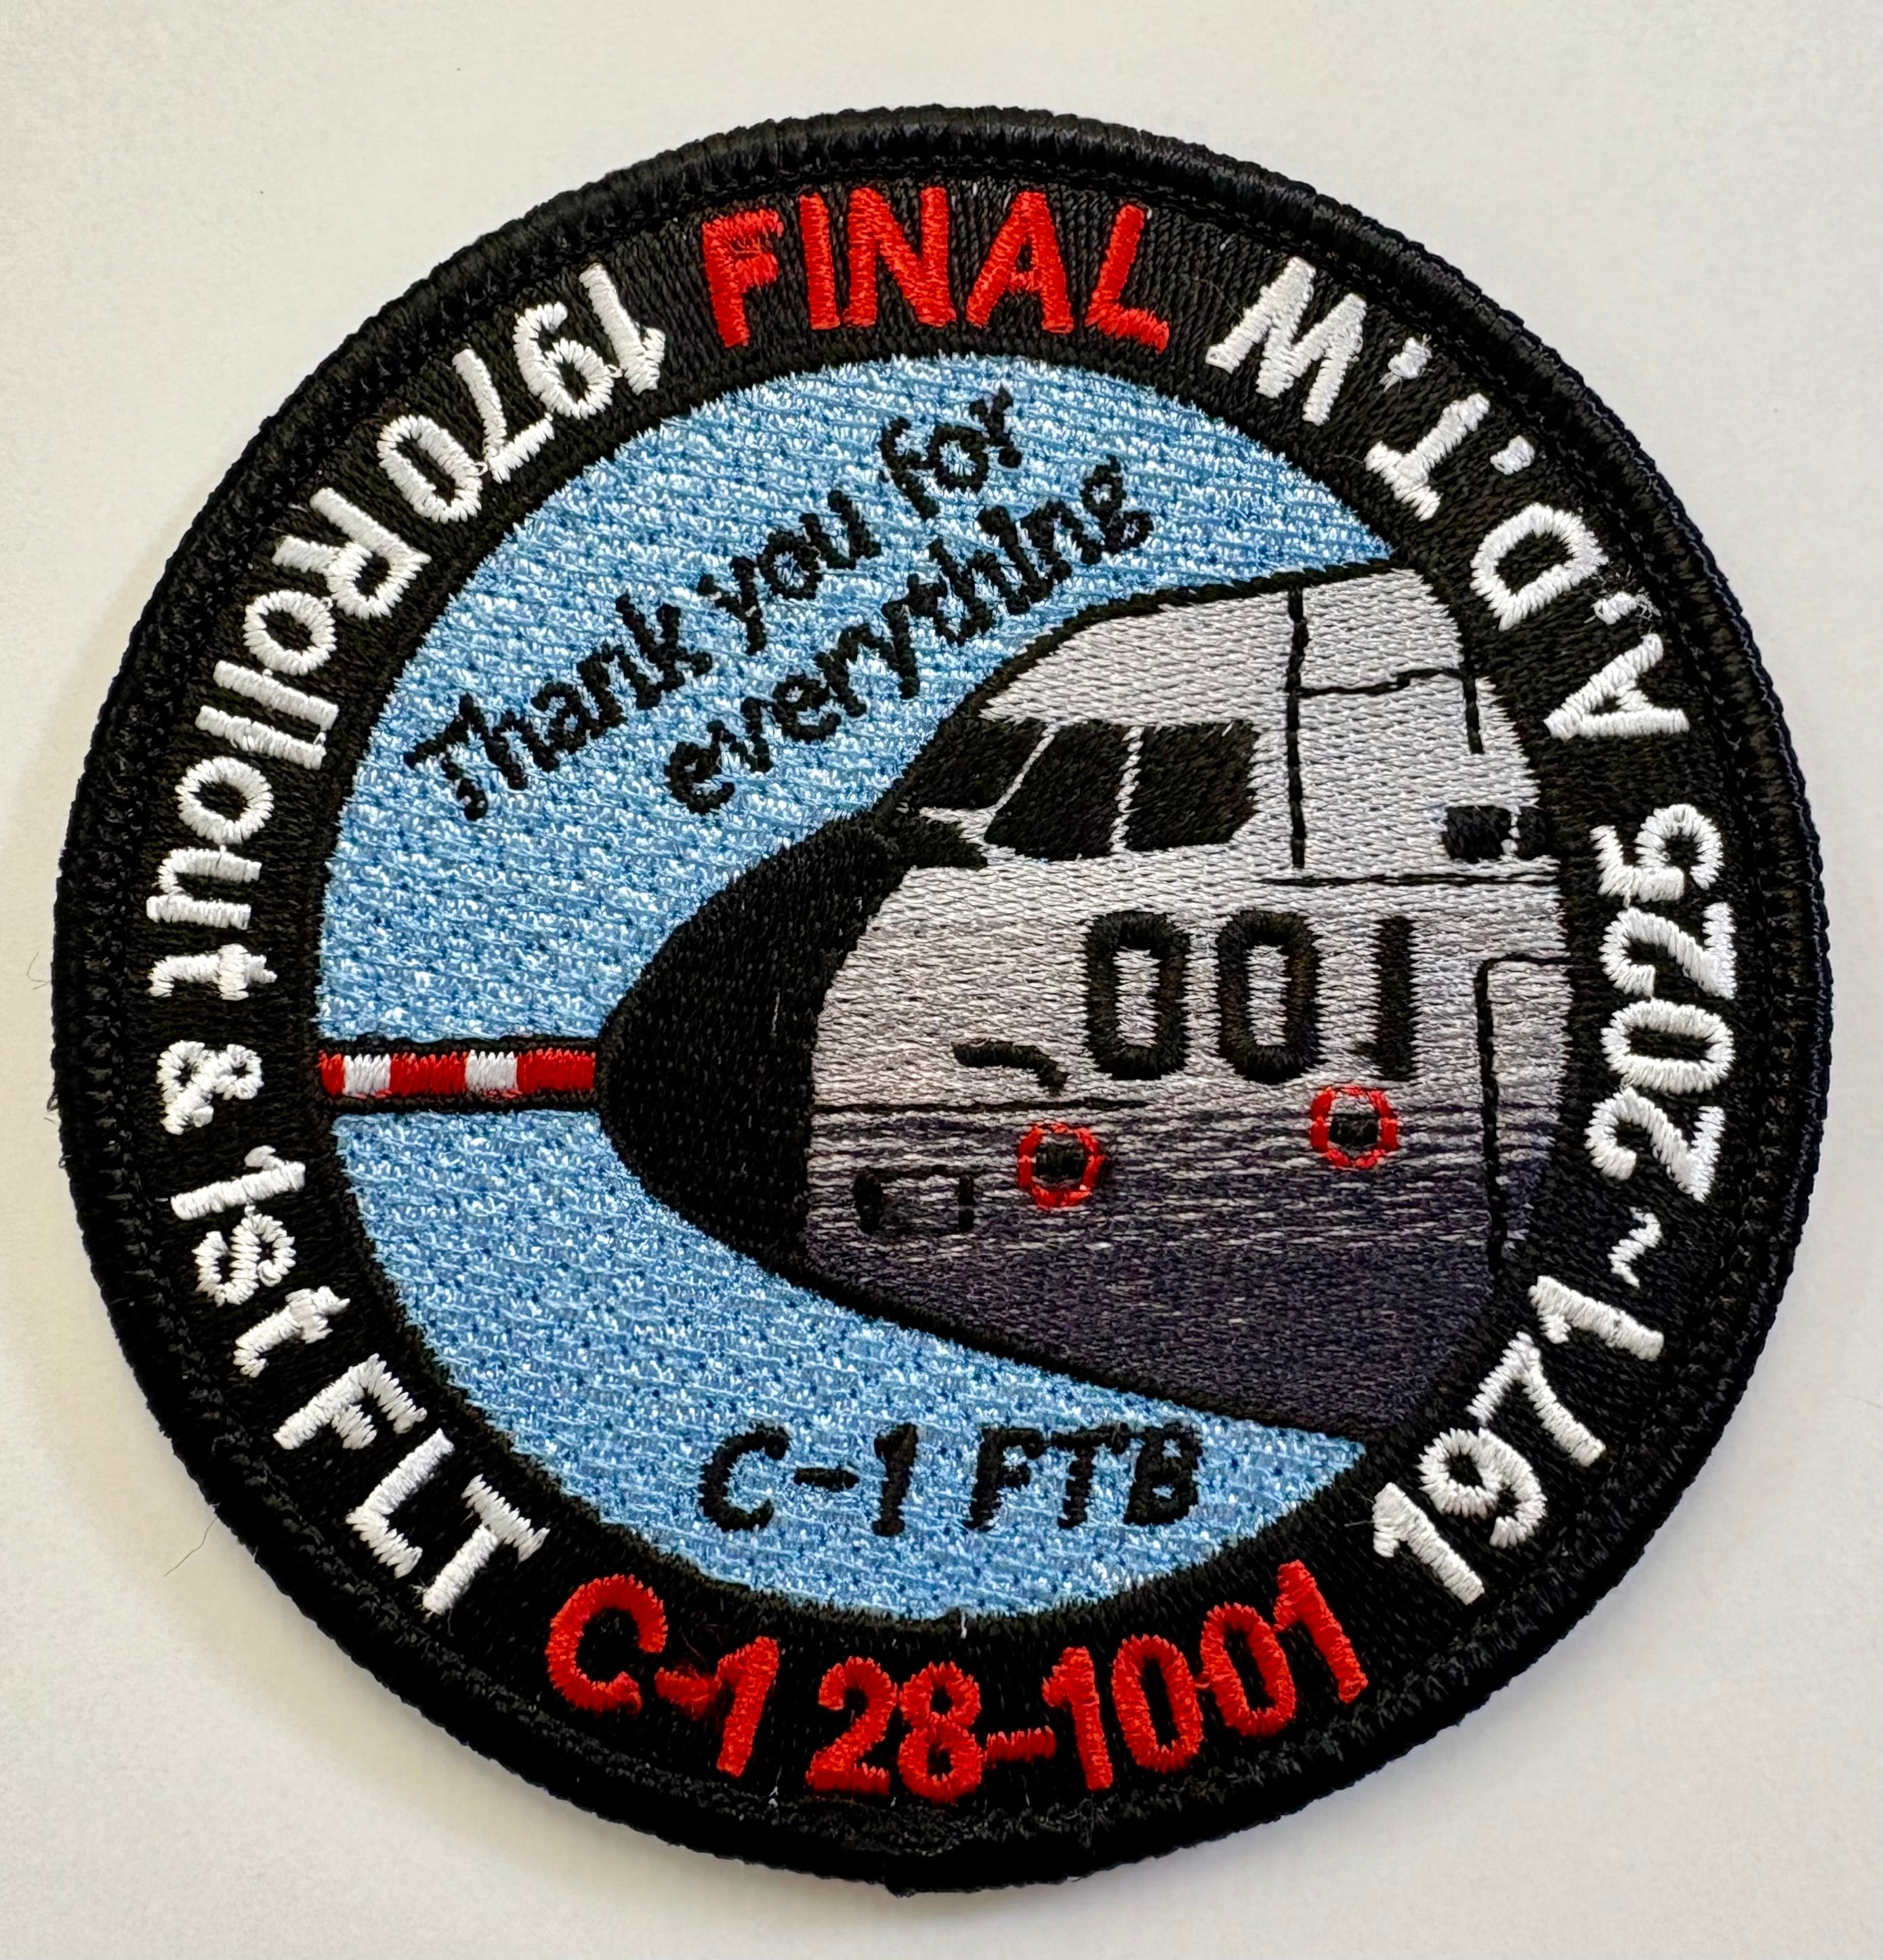 FINAL
1970 Rollout & 1st FLT
C-1 28-1001
1971~2025 A.D.T.W
Thank you for
everything
001
C-1 FTB